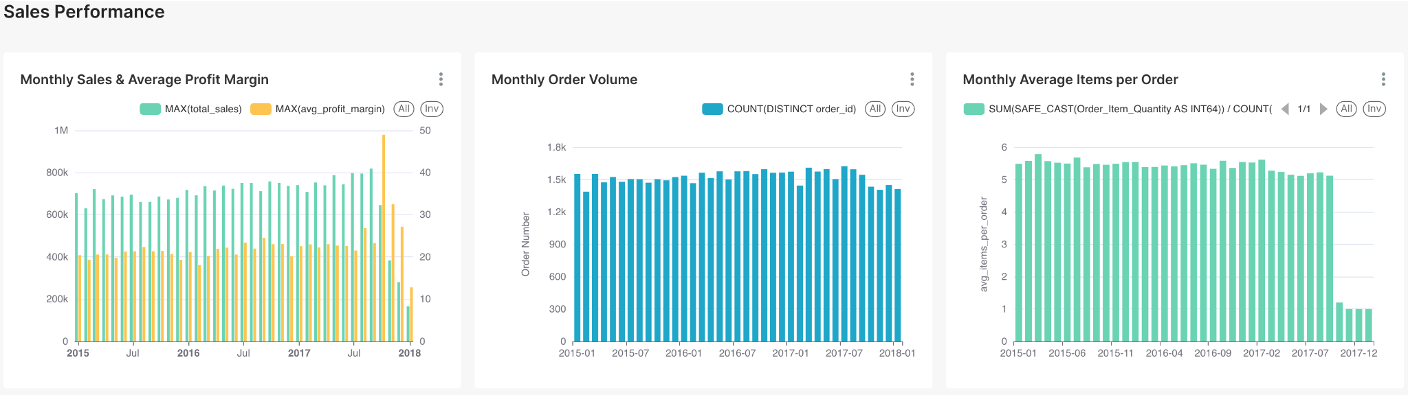 Sales Performance
Monthly Sales & Average Profit Margin
MAX(total_sales) MAX(avg_profit_margin) All Inv
1M 50
800k 40
600k 30
400k 20
200k 10
0 0
2015 Jul 2016 Jul 2017 Jul 2018
Monthly Order Volume
COUNT(DISTINCT order_id) All Inv
Order Number
1.8k
1.5k
1.2k
900
600
300
0
2015-01 2015-07 2016-01 2016-07 2017-01 2017-07 2018-01
Monthly Average Items per Order
SUM(SAFE_CAST(Order_Item_Quantity AS INT64)) / COUNT( 1/1 All Inv
avg_items_per_order
6
5
4
3
2
1
0
2015-01 2015-06 2015-11 2016-04 2016-09 2017-02 2017-07 2017-12